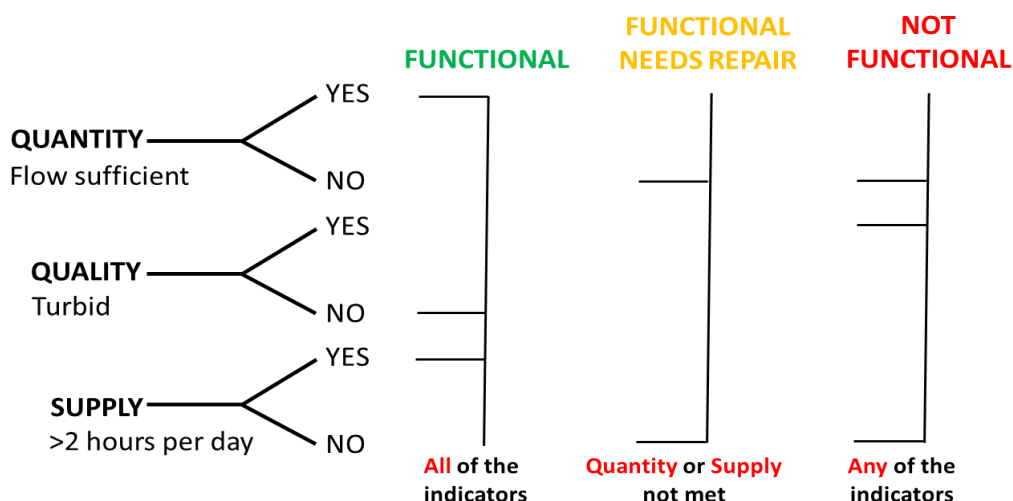 FUNCTIONAL
FUNCTIONAL
NEEDS REPAIR
NOT
FUNCTIONAL
QUANTITY
Flow sufficient
YES
NO
QUALITY
Turbid
YES
NO
SUPPLY
>2 hours per day
YES
NO
All of the
indicators
Quantity or Supply
not met
Any of the
indicators